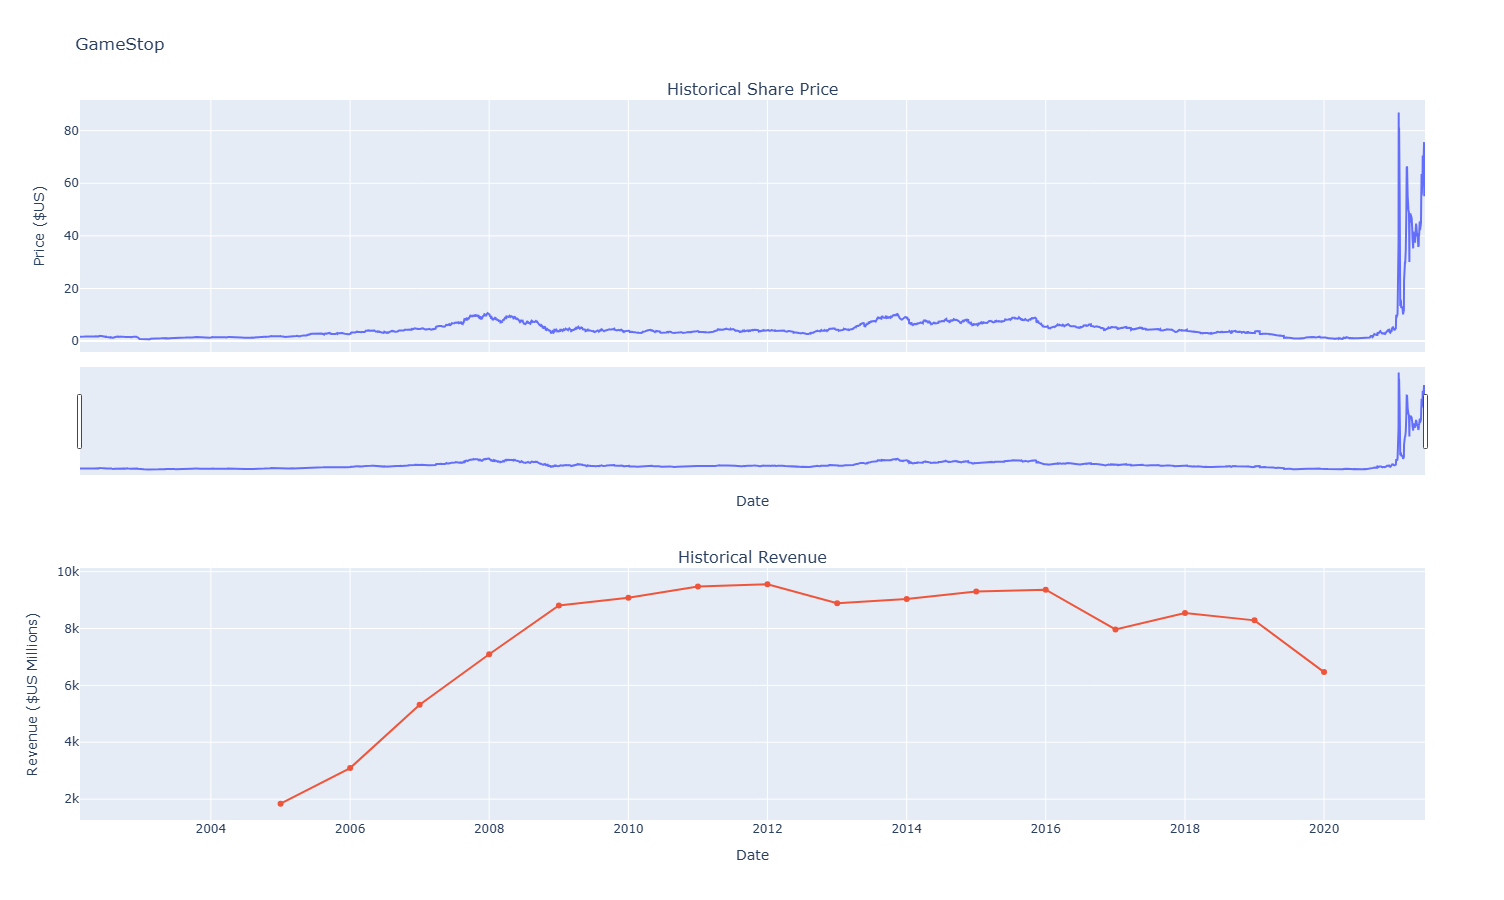 GameStop
Historical Share Price
80
60
40
20
0
Price ($US)
Date
Historical Revenue
10k
8k
6k
4k
2k
Revenue ($US Millions)
2004 2006 2008 2010 2012 2014 2016 2018 2020
Date